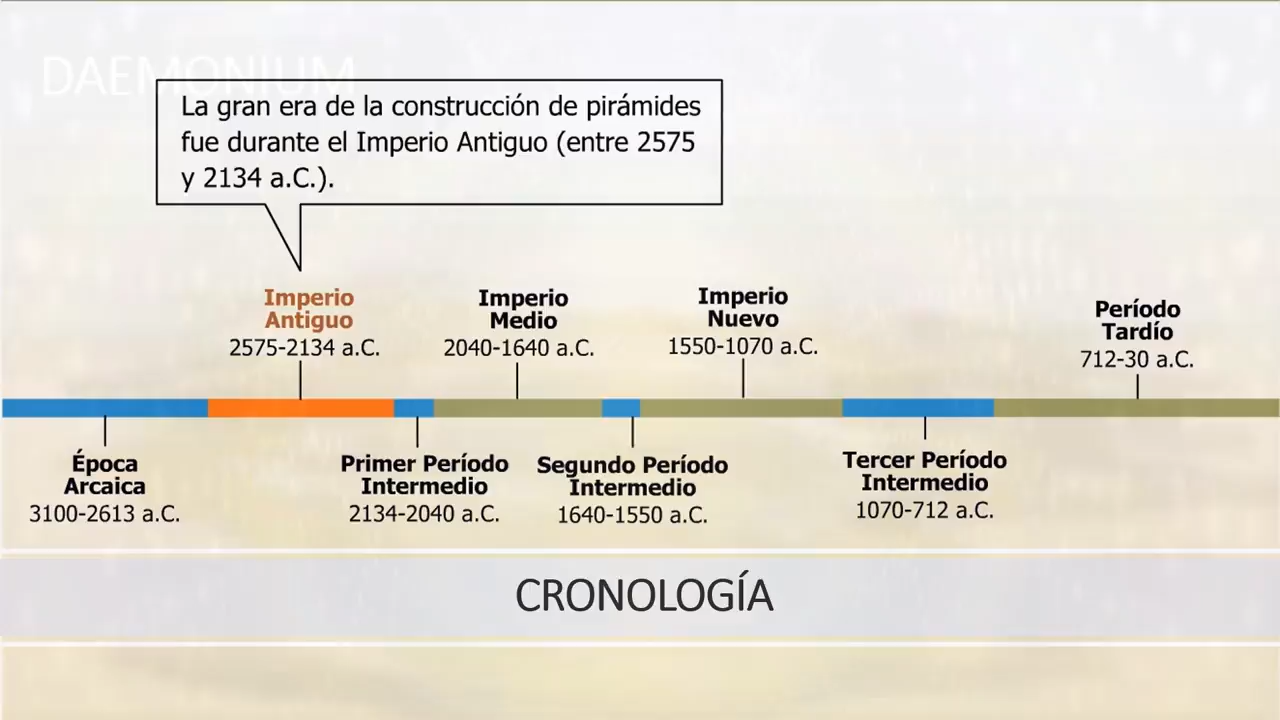 DAEMONIUM
La gran era de la construcción de pirámides
fue durante el Imperio Antiguo (entre 2575
y 2134 a.C.).
Imperio
Antiguo
2575-2134 a.C.
Imperio
Medio
2040-1640 a.C.
Imperio
Nuevo
1550-1070 a.C.
Período
Tardío
712-30 a.C.
Época
Arcaica
3100-2613 a.C.
Primer Período
Intermedio
2134-2040 a.C.
Segundo Período
Intermedio
1640-1550 a.C.
Tercer Período
Intermedio
1070-712 a.C.
CRONOLOGÍA